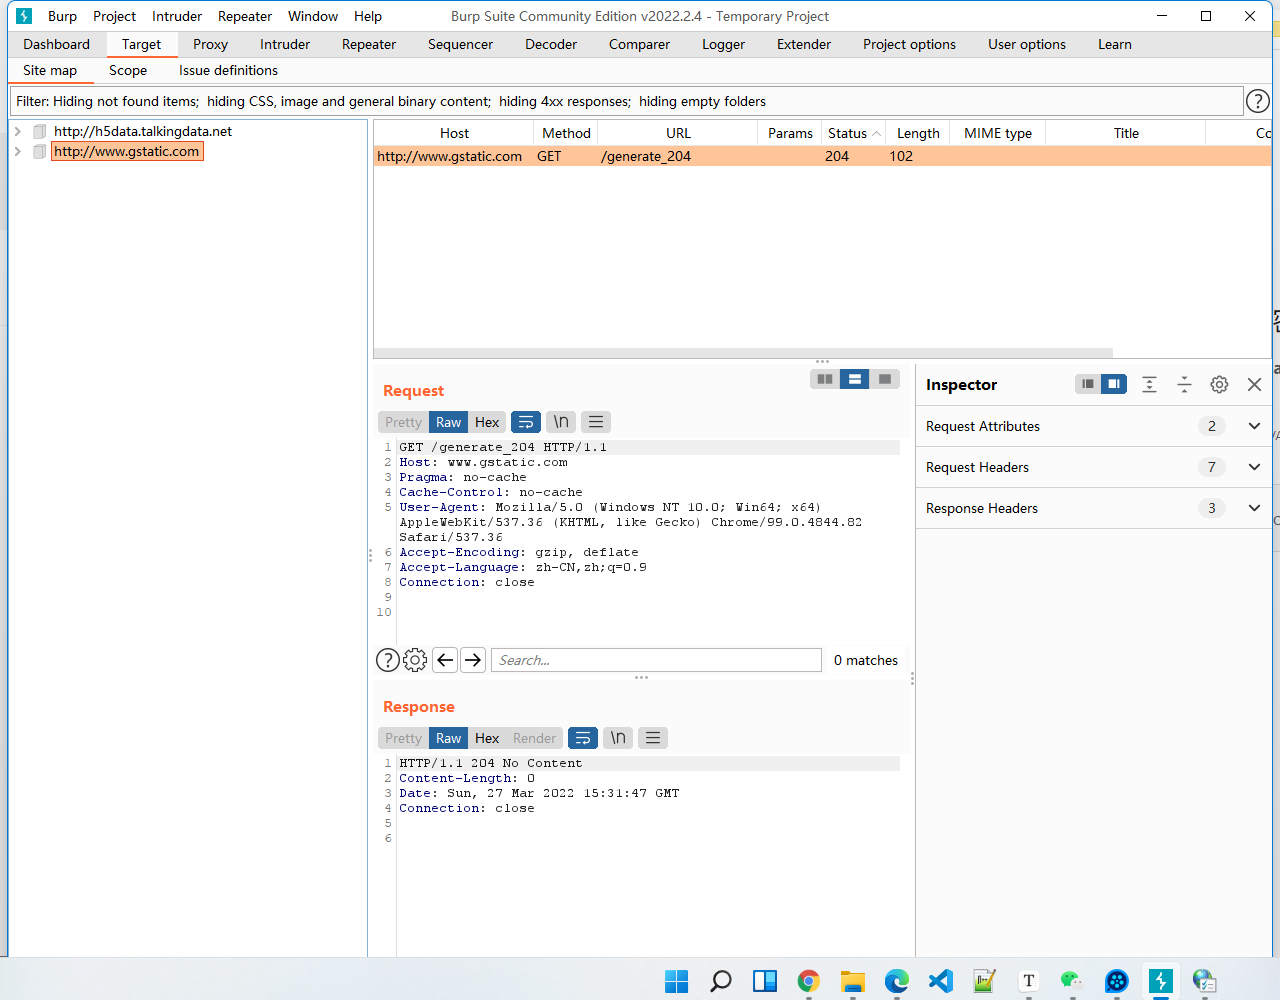 Burp Project Intruder Repeater Window Help Burp Suite Community Edition v2022.2.4 - Temporary Project
Dashboard Target Proxy Intruder Repeater Sequencer Decoder Comparer Logger Extender Project options User options Learn
Site map Scope Issue definitions
Filter: Hiding not found items; hiding CSS, image and general binary content; hiding 4xx responses; hiding empty folders
?
http://h5data.talkingdata.net
http://www.gstatic.com
Host Method URL Params Status Length MIME type Title Co
http://www.gstatic.com GET /generate_204 204 102
Request
Pretty Raw Hex \n
1 GET /generate_204 HTTP/1.1
2 Host: www.gstatic.com
3 Pragma: no-cache
4 Cache-Control: no-cache
5 User-Agent: Mozilla/5.0 (Windows NT 10.0; Win64; x64)
AppleWebKit/537.36 (KHTML, like Gecko) Chrome/99.0.4844.82
Safari/537.36
6 Accept-Encoding: gzip, deflate
7 Accept-Language: zh-CN,zh;q=0.9
8 Connection: close
9
10
? Search... 0 matches
Response
Pretty Raw Hex Render \n
1 HTTP/1.1 204 No Content
2 Content-Length: 0
3 Date: Sun, 27 Mar 2022 15:31:47 GMT
4 Connection: close
5
6
Inspector
Request Attributes 2
Request Headers 7
Response Headers 3
T